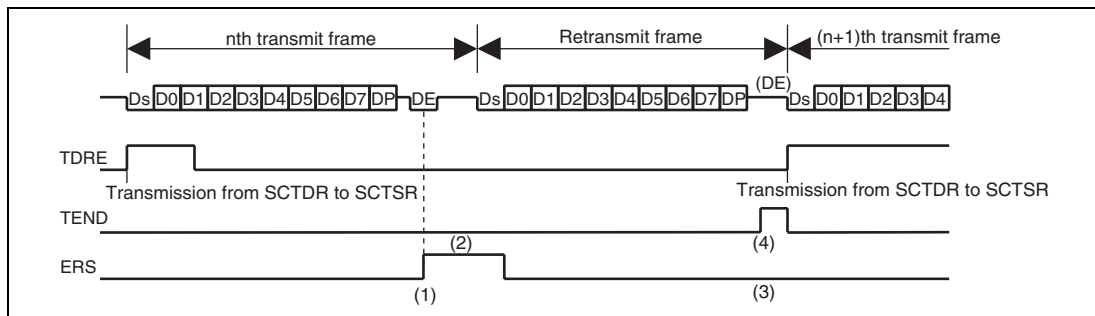 nth transmit frame Retransmit frame (n+1)th transmit frame
(DE)
Ds D0 D1 D2 D3 D4 D5 D6 D7 DP DE Ds D0 D1 D2 D3 D4 D5 D6 D7 DP Ds D0 D1 D2 D3 D4
TDRE
Transmission from SCTDR to SCTSR Transmission from SCTDR to SCTSR
TEND
(2) (4)
ERS
(1) (3)